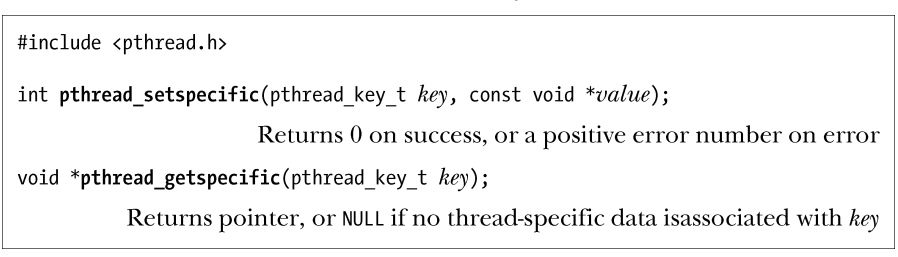 #include <pthread.h>
int pthread_setspecific(pthread_key_t key, const void *value);
Returns 0 on success, or a positive error number on error
void *pthread_getspecific(pthread_key_t key);
Returns pointer, or NULL if no thread-specific data isassociated with key